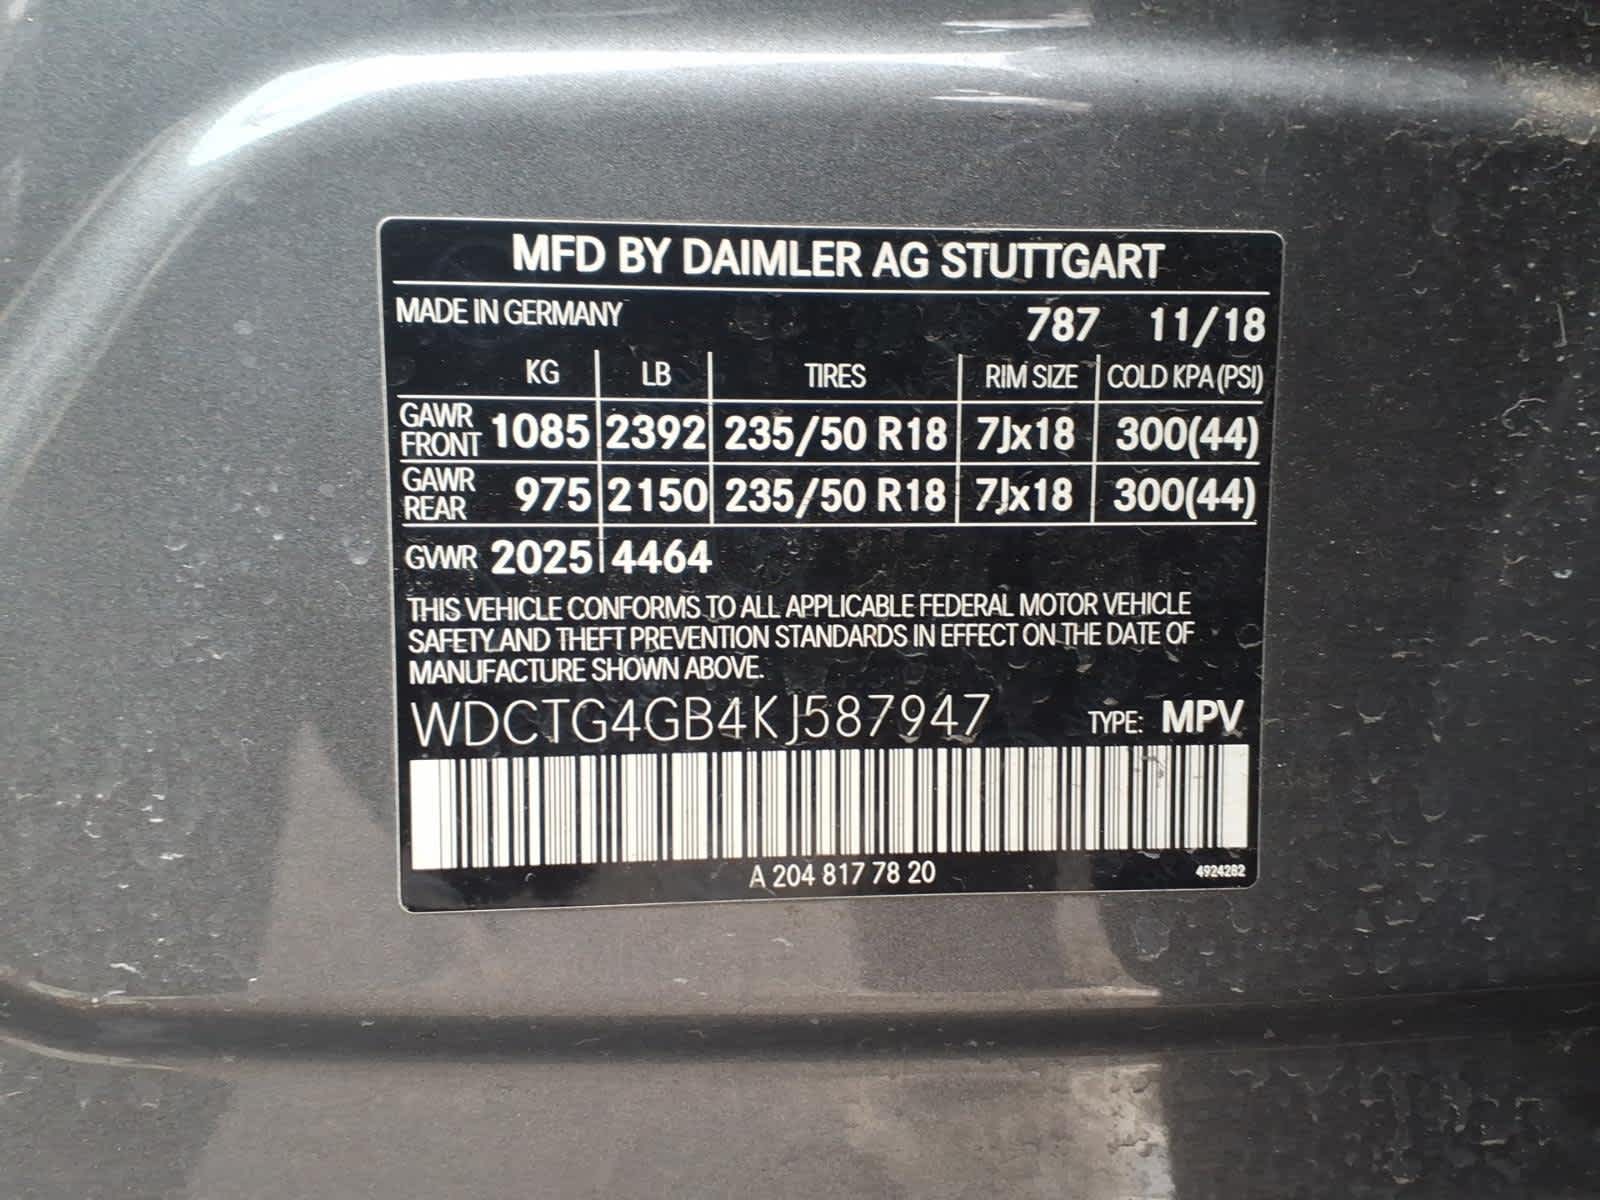 MFD BY DAIMLER AG STUTTGART
MADE IN GERMANY 787 11/18
KG LB TIRES RIM SIZE COLD KPA (PSI)
GAWR FRONT 1085 2392 235/50 R18 7Jx18 300(44)
GAWR REAR 975 2150 235/50 R18 7Jx18 300(44)
GVWR 2025 4464
THIS VEHICLE CONFORMS TO ALL APPLICABLE FEDERAL MOTOR VEHICLE
SAFETY AND THEFT PREVENTION STANDARDS IN EFFECT ON THE DATE OF
MANUFACTURE SHOWN ABOVE.
WDCTG4GB4KJ587947 TYPE: MPV
A 204 817 78 20 4924282